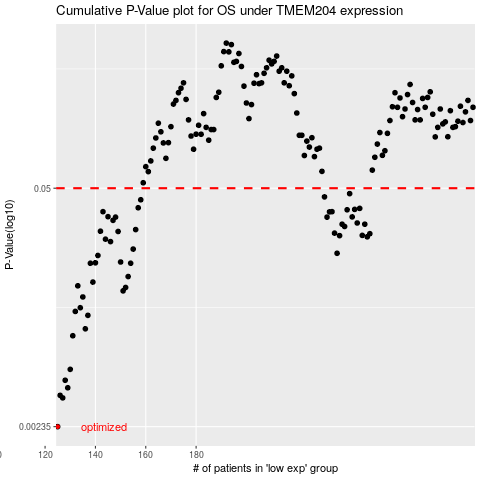 Cumulative P-Value plot for OS under TMEM204 expression
P-Value(log10)
0.05
0.00235
optimized
0 120 140 160 180
# of patients in 'low exp' group